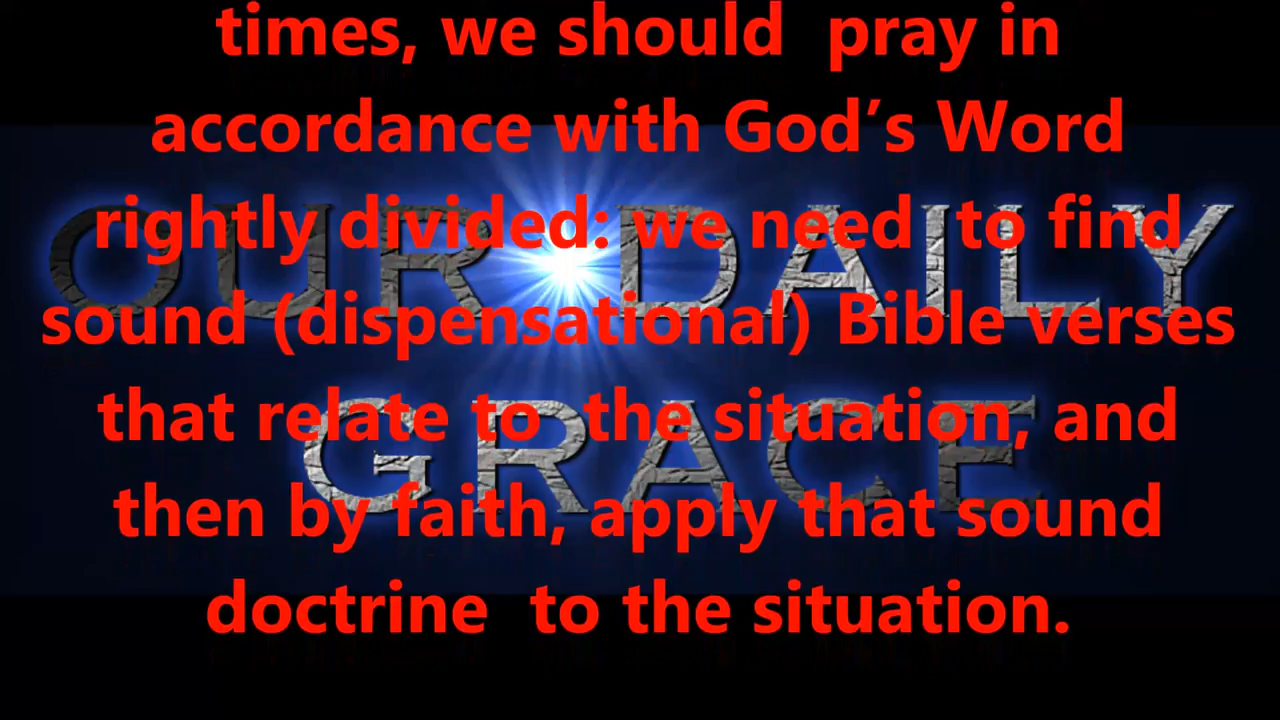 times, we should  pray in
accordance with God’s Word
rightly divided: we need  to find
sound (dispensational) Bible verses
that relate to  the situation, and
then by faith, apply that sound
doctrine  to the situation.
OUR DAILY
GRACE